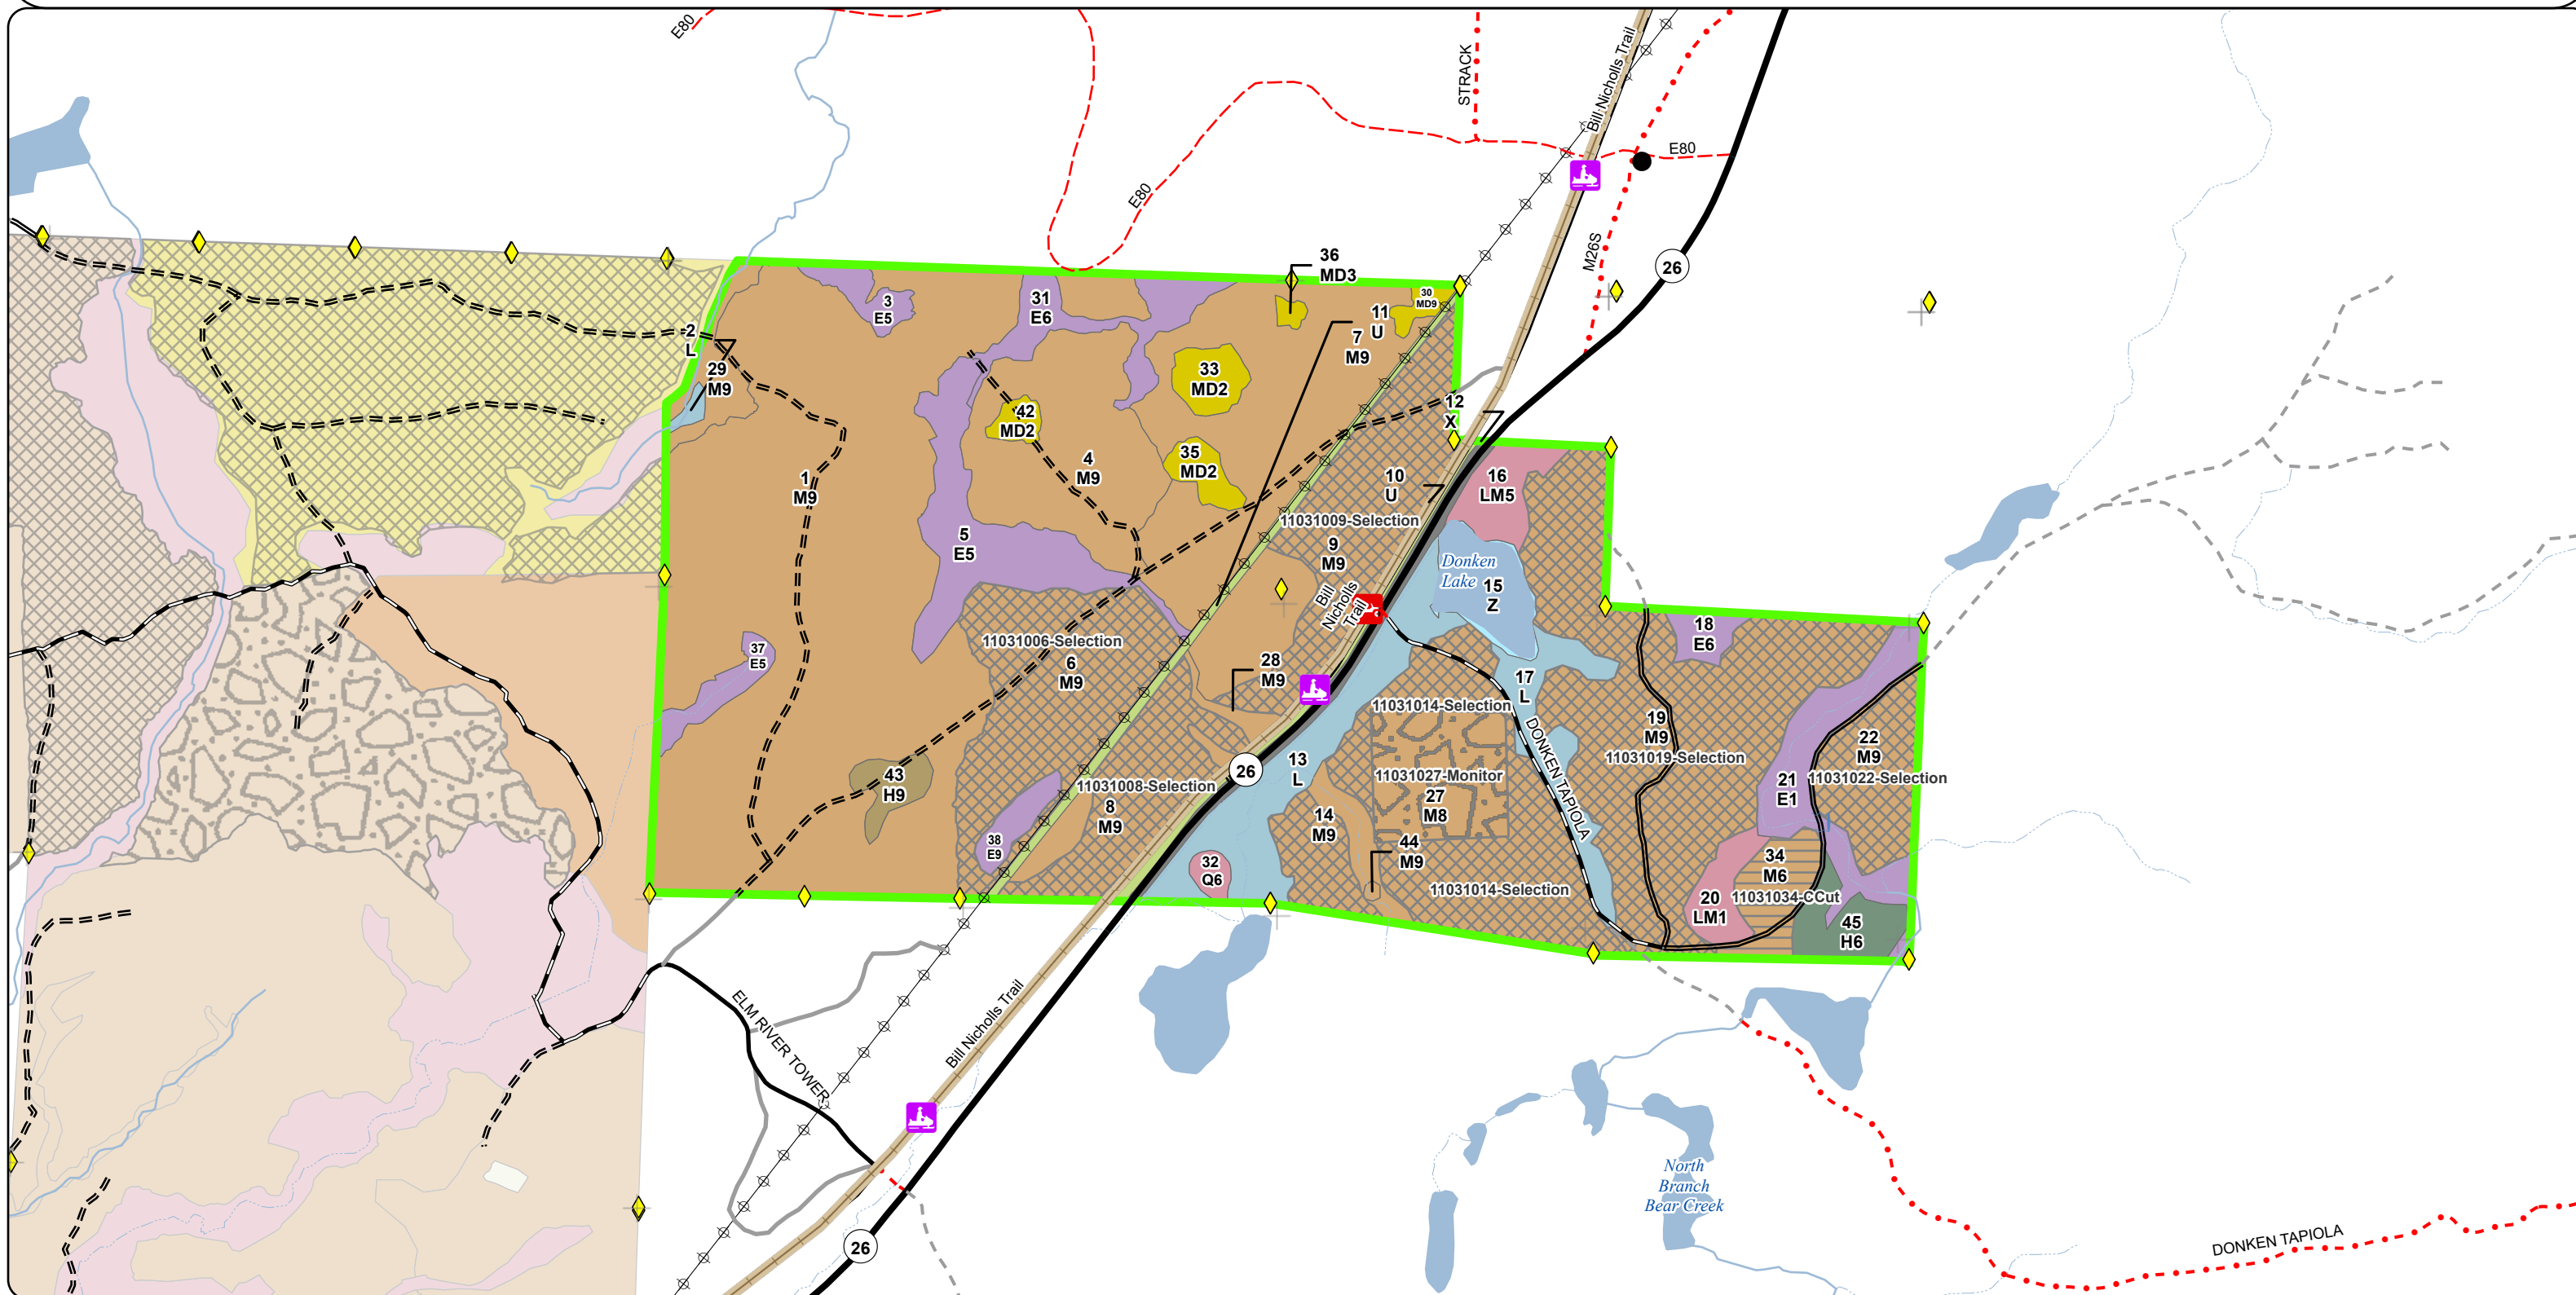 E80
STRACK
Bill Nicholls Trail
E80
E80
M26S
26
36
MD3
3
E5
31
E6
30
MD9
11
U
7
M9
2
L
29
M9
33
MD2
42
MD2
12
X
35
MD2
4
M9
1
M9
10
U
16
LM5
11031009-Selection
5
E5
9
M9
Donken
Lake
15
Z
Bill
Nicholls
Trail
18
E6
11031006-Selection
6
M9
37
E5
28
M9
17
L
11031014-Selection
19
M9
11031019-Selection
22
M9
11031022-Selection
DONKEN TAPIOLA
26
13
L
11031027-Monitor
27
M8
21
E1
43
H9
11031008-Selection
8
M9
14
M9
44
M9
38
E9
32
Q6
34
M6
11031034-CCut
11031014-Selection
20
LM1
45
H6
ELM RIVER TOWER
Bill Nicholls Trail
North
Branch
Bear Creek
26
DONKEN TAPIOLA